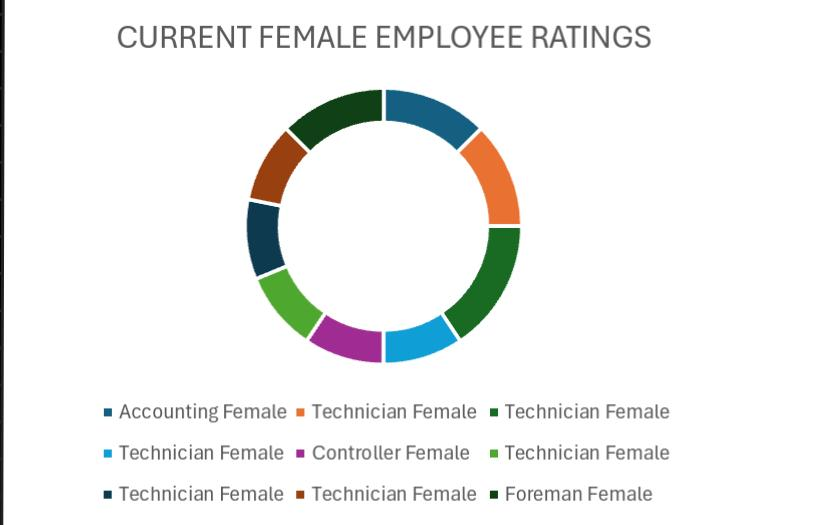 CURRENT FEMALE EMPLOYEE RATINGS
Accounting Female Technician Female Technician Female
Technician Female Controller Female Technician Female
Technician Female Technician Female Foreman Female